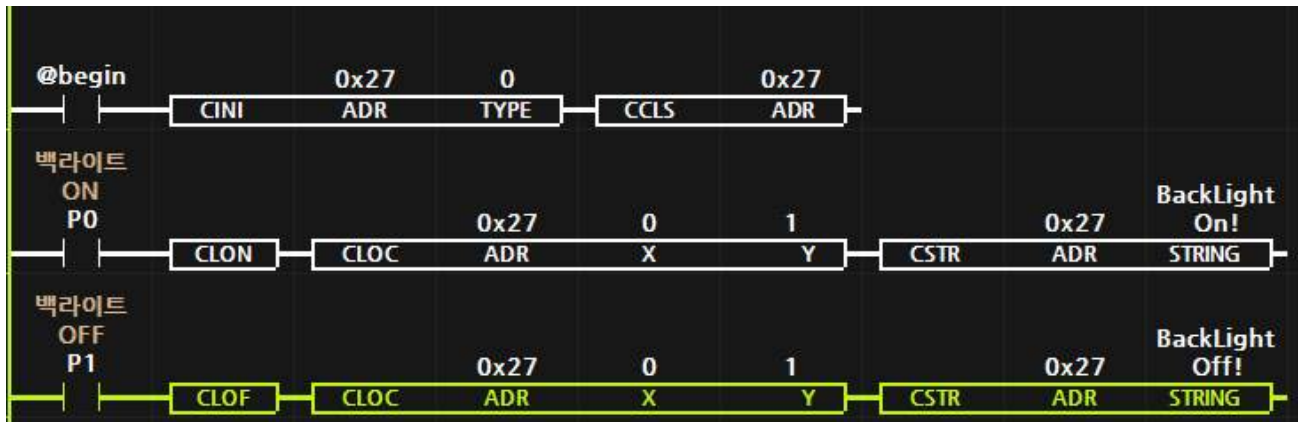 @begin 0x27 0 0x27
CINI ADR TYPE CCLS ADR
백라이트
ON
BackLight
P0 0x27 0 1 0x27 On!
CLON CLOC ADR X Y CSTR ADR STRING
백라이트
OFF
BackLight
P1 0x27 0 1 0x27 Off!
CLOF CLOC ADR X Y CSTR ADR STRING